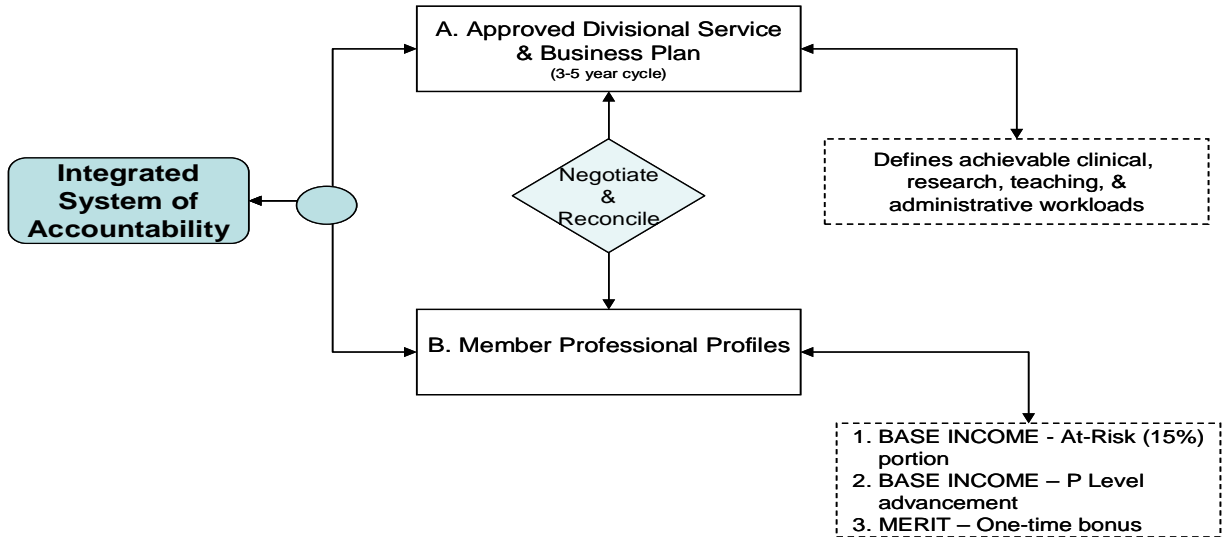 A. Approved Divisional Service
& Business Plan
(3-5 year cycle)
Integrated
System of
Accountability
Negotiate
&
Reconcile
Defines achievable clinical,
research, teaching, &
administrative workloads
B. Member Professional Profiles
1. BASE INCOME - At-Risk (15%)
portion
2. BASE INCOME – P Level
advancement
3. MERIT – One-time bonus